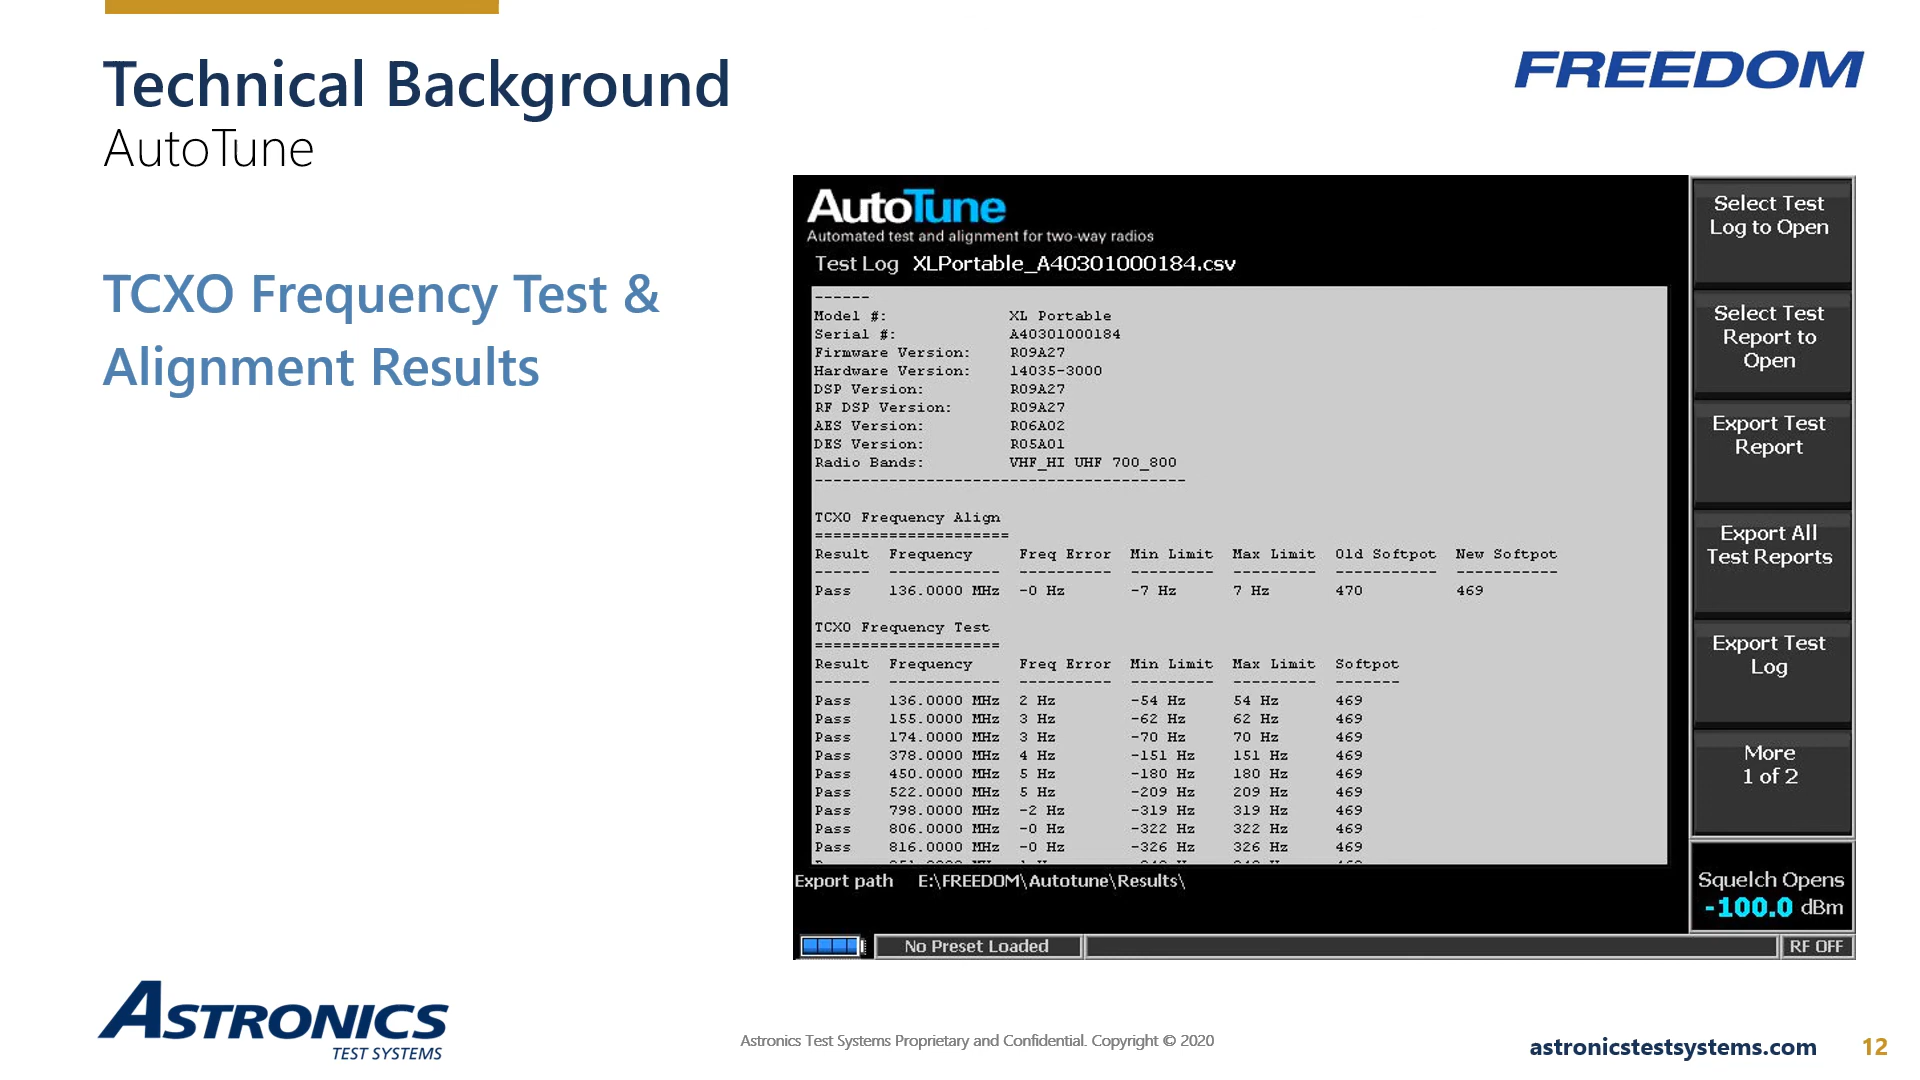 Technical Background
AutoTune
FREEDOM
TCXO Frequency Test &
Alignment Results
AutoTune
Automated test and alignment for two-way radios
Test Log XLPortable_A40301000184.csv
------
Model #: XL Portable
Serial #: A40301000184
Firmware Version: R09A27
Hardware Version: 14035-3000
DSP Version: R09A27
RF DSP Version: R09A27
AES Version: R06A02
DES Version: R05A01
Radio Bands: VHF_HI UHF 700_800
----------------------------------------
TCXO Frequency Align
=====================
Result Frequency Freq Error Min Limit Max Limit Old Softpot New Softpot
------ ------------ ---------- --------- --------- ----------- -----------
Pass 136.0000 MHz -0 Hz -7 Hz 7 Hz 470 469
TCXO Frequency Test
====================
Result Frequency Freq Error Min Limit Max Limit Softpot
------ ------------ ---------- --------- --------- -------
Pass 136.0000 MHz 2 Hz -54 Hz 54 Hz 469
Pass 155.0000 MHz 3 Hz -62 Hz 62 Hz 469
Pass 174.0000 MHz 3 Hz -70 Hz 70 Hz 469
Pass 378.0000 MHz 4 Hz -151 Hz 151 Hz 469
Pass 450.0000 MHz 5 Hz -180 Hz 180 Hz 469
Pass 522.0000 MHz 5 Hz -209 Hz 209 Hz 469
Pass 798.0000 MHz -2 Hz -319 Hz 319 Hz 469
Pass 806.0000 MHz -0 Hz -322 Hz 322 Hz 469
Pass 816.0000 MHz -0 Hz -326 Hz 326 Hz 469
Export path E:\FREEDOM\Autotune\Results\
Select Test
Log to Open
Select Test
Report to
Open
Export Test
Report
Export All
Test Reports
Export Test
Log
More
1 of 2
Squelch Opens
-100.0 dBm
No Preset Loaded
RF OFF
ASTRONICS
TEST SYSTEMS
Astronics Test Systems Proprietary and Confidential. Copyright © 2020
astronicstestsystems.com 12